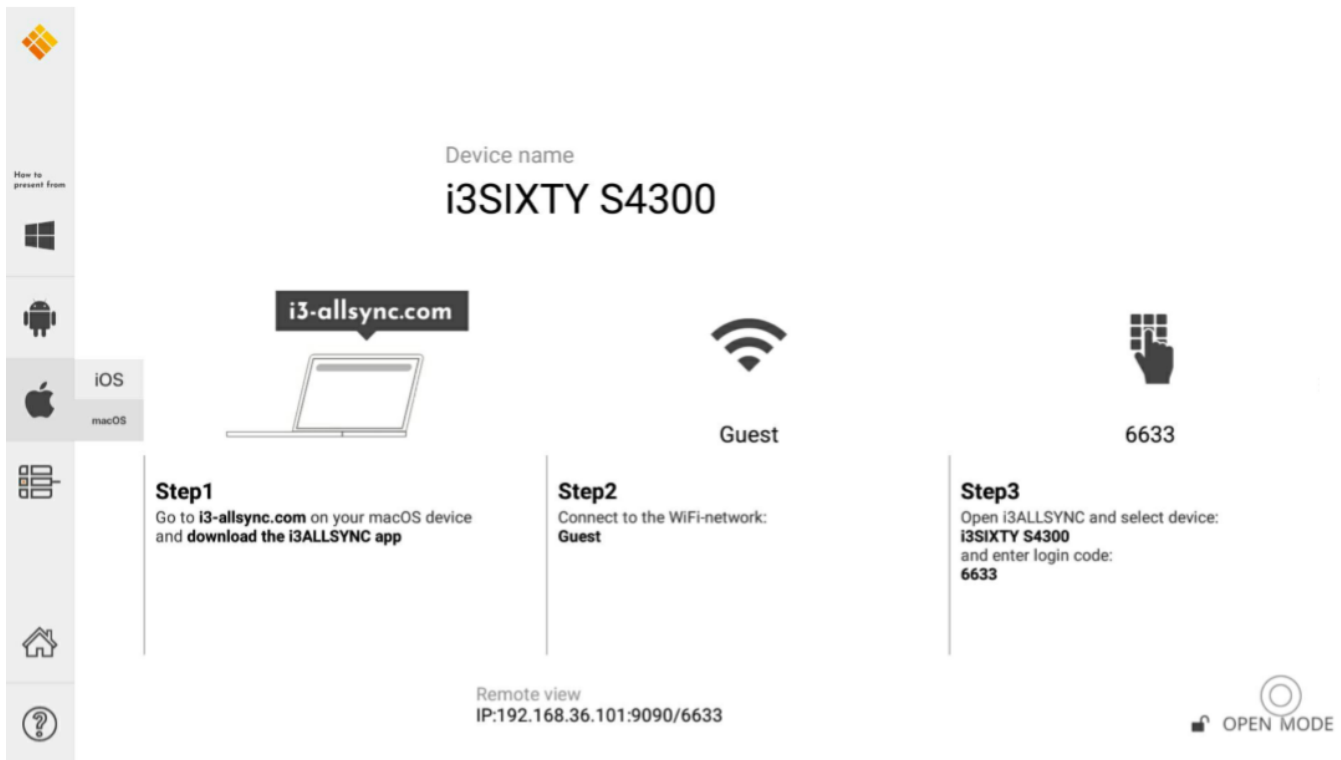 How to
present from
Device name
i3SIXTY S4300
i3-allsync.com
iOS
macOS
Guest
6633
Step1
Go to i3-allsync.com on your macOS device
and download the i3ALLSYNC app
Step2
Connect to the WiFi-network:
Guest
Step3
Open i3ALLSYNC and select device:
i3SIXTY S4300
and enter login code:
6633
Remote view
IP:192.168.36.101:9090/6633
OPEN MODE